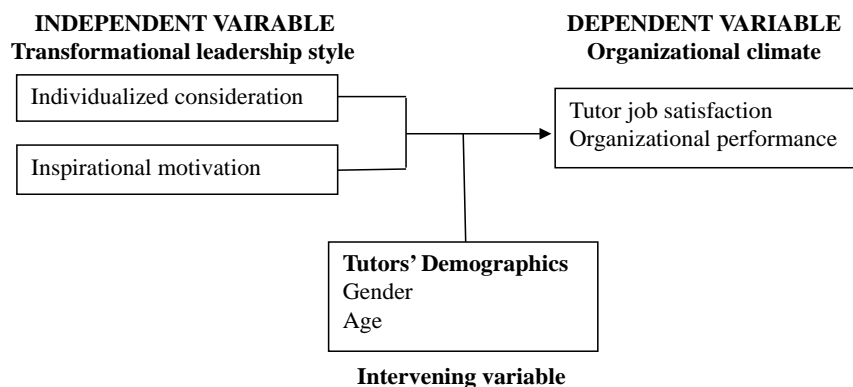 INDEPENDENT VAIRABLE
Transformational leadership style
Individualized consideration
Inspirational motivation
DEPENDENT VARIABLE
Organizational climate
Tutor job satisfaction
Organizational performance
Tutors’ Demographics
Gender
Age
Intervening variable